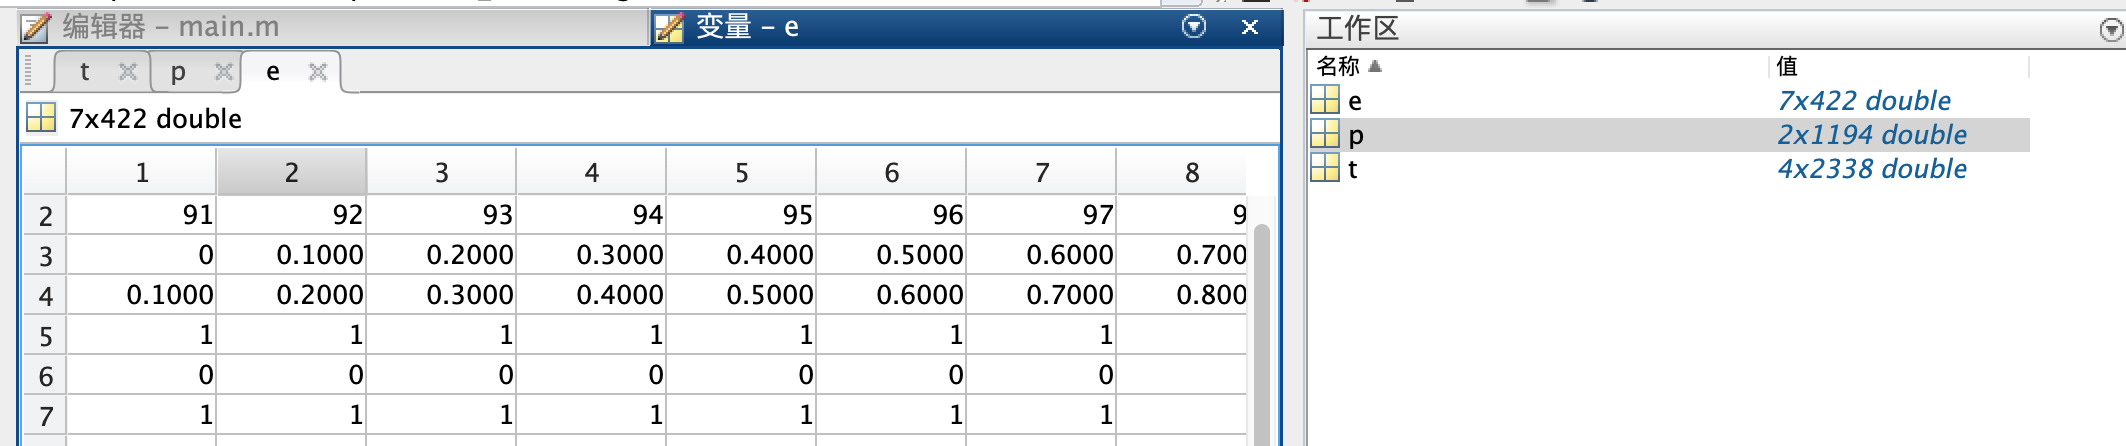 编辑器 – main.m
变量 – e
t p e
7x422 double
1 2 3 4 5 6 7 8
2 91 92 93 94 95 96 97 9
3 0 0.1000 0.2000 0.3000 0.4000 0.5000 0.6000 0.700
4 0.1000 0.2000 0.3000 0.4000 0.5000 0.6000 0.7000 0.800
5 1 1 1 1 1 1 1
6 0 0 0 0 0 0 0
7 1 1 1 1 1 1 1
工作区
名称 值
e 7x422 double
p 2x1194 double
t 4x2338 double